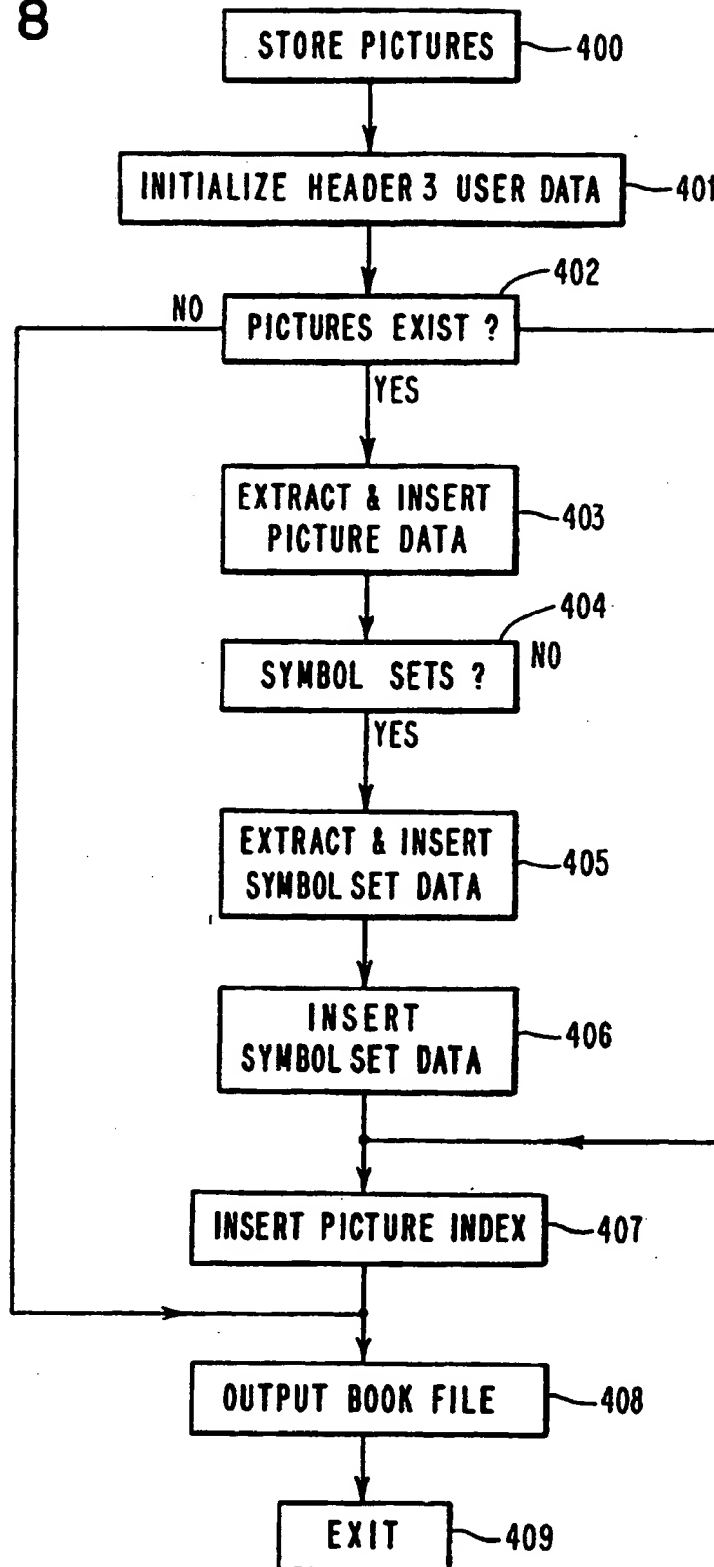 8
STORE PICTURES
400
INITIALIZE HEADER 3 USER DATA
401
402
NO
PICTURES EXIST ?
YES
EXTRACT & INSERT
PICTURE DATA
403
404
SYMBOL SETS ?
NO
YES
EXTRACT & INSERT
SYMBOL SET DATA
405
INSERT
SYMBOL SET DATA
406
INSERT PICTURE INDEX
407
OUTPUT BOOK FILE
408
EXIT
409